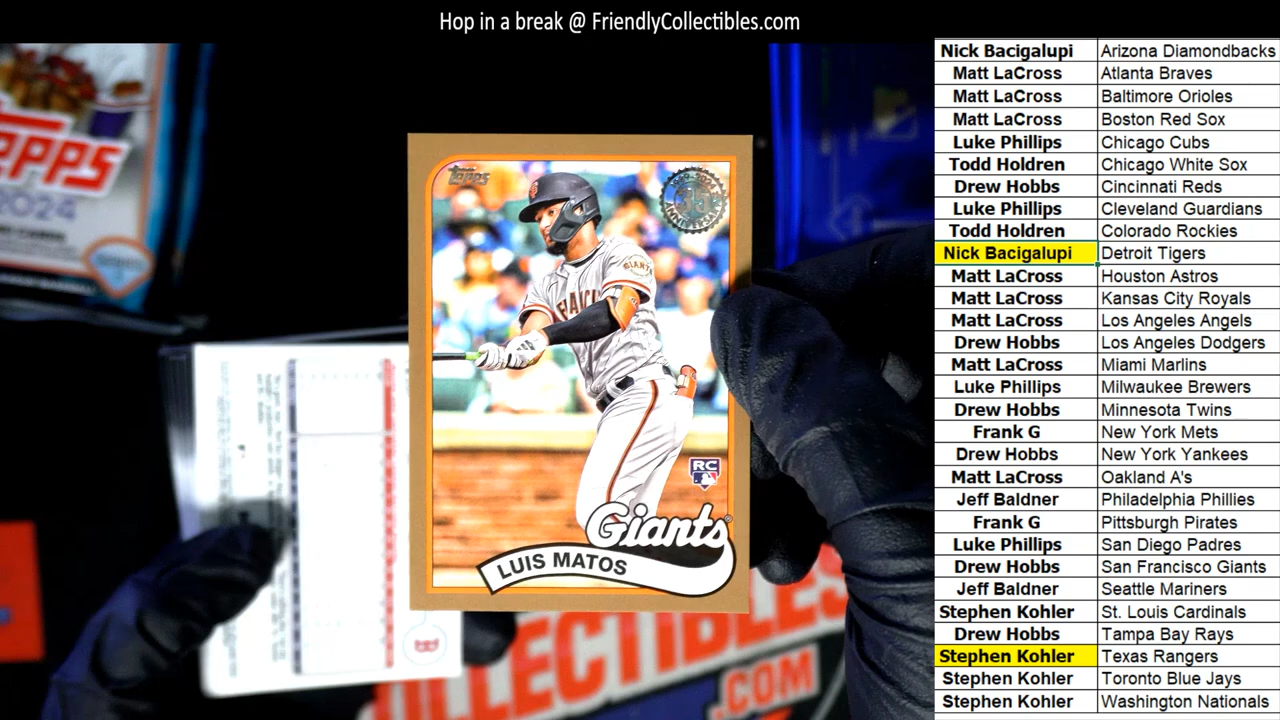 Hop in a break @ FriendlyCollectibles.com
Nick Bacigalupi Arizona Diamondbacks
Matt LaCross Atlanta Braves
Matt LaCross Baltimore Orioles
Matt LaCross Boston Red Sox
Luke Phillips Chicago Cubs
Todd Holdren Chicago White Sox
Drew Hobbs Cincinnati Reds
Luke Phillips Cleveland Guardians
Todd Holdren Colorado Rockies
Nick Bacigalupi Detroit Tigers
Matt LaCross Houston Astros
Matt LaCross Kansas City Royals
Matt LaCross Los Angeles Angels
Drew Hobbs Los Angeles Dodgers
Matt LaCross Miami Marlins
Luke Phillips Milwaukee Brewers
Drew Hobbs Minnesota Twins
Frank G New York Mets
Drew Hobbs New York Yankees
Matt LaCross Oakland A's
Jeff Baldner Philadelphia Phillies
Frank G Pittsburgh Pirates
Luke Phillips San Diego Padres
Drew Hobbs San Francisco Giants
Jeff Baldner Seattle Mariners
Stephen Kohler St. Louis Cardinals
Drew Hobbs Tampa Bay Rays
Stephen Kohler Texas Rangers
Stephen Kohler Toronto Blue Jays
Stephen Kohler Washington Nationals
Topps
2024
Topps
35
GIANTS
RC
Giants
LUIS MATOS
COLLECTIBLES
.COM